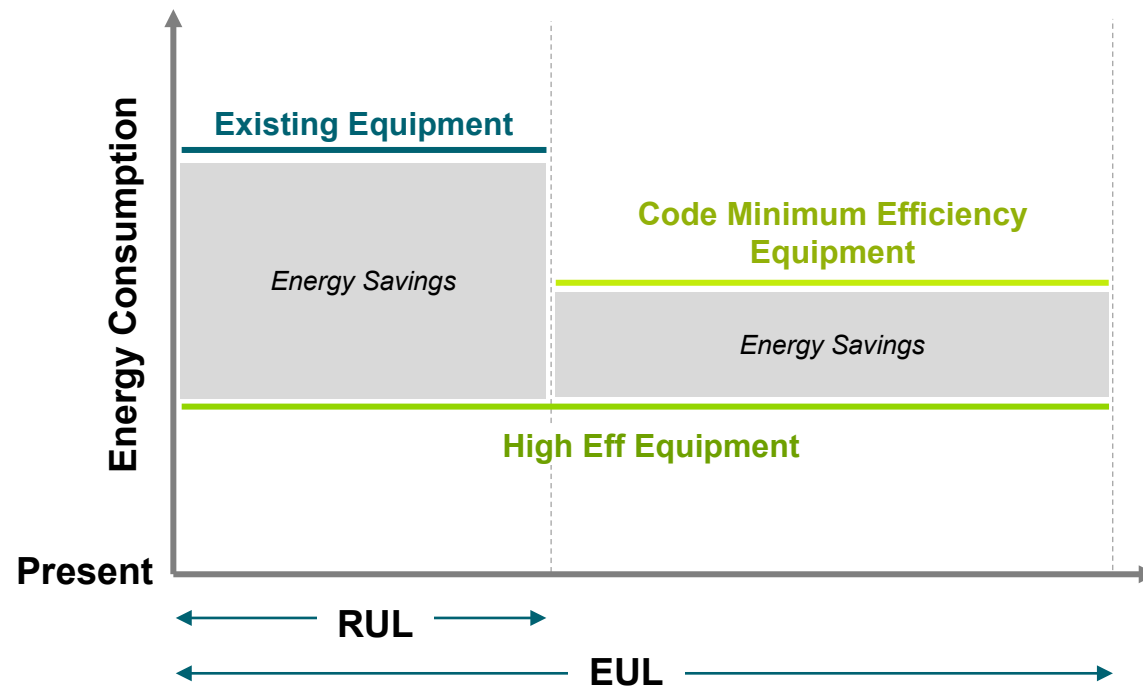 Energy Consumption
Existing Equipment
Code Minimum Efficiency
Equipment
Energy Savings
Energy Savings
High Eff Equipment
Present
RUL
EUL